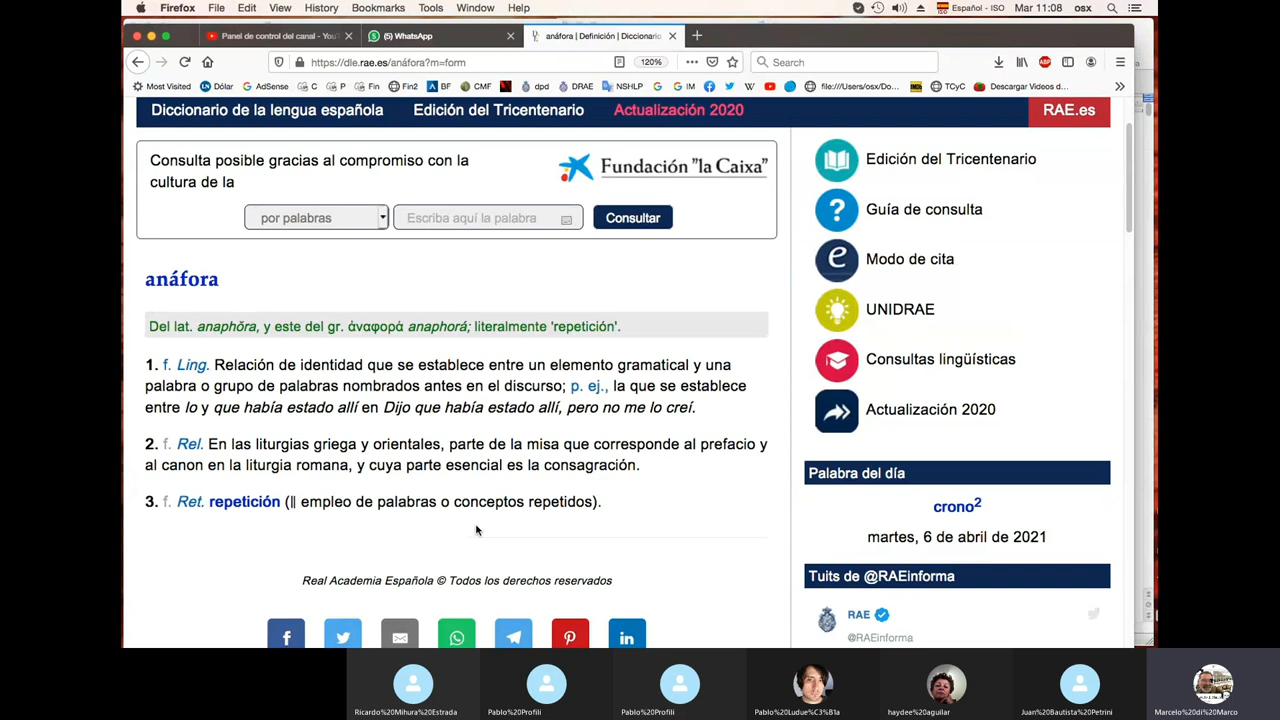 Firefox File Edit View History Bookmarks Tools Window Help Español - ISO Mar 11:08 osx
Panel de control del canal - You WhatsApp anáfora | Definición | Diccionario
https://dle.rae.es/anáfora?m=form 120% Search
Most Visited Dólar AdSense C P Fin Fin2 BF CMF dpd DRAE NSHLP G IM file:///Users/osx/Do... TCyC Descargar Videos d...
Diccionario de la lengua española Edición del Tricentenario Actualización 2020 RAE.es
Consulta posible gracias al compromiso con la
cultura de la
Fundación "la Caixa"
por palabras Escriba aquí la palabra Consultar
anáfora
Del lat. anaphŏra, y este del gr. ἀναφορά anaphorá; literalmente 'repetición'.
1. f. Ling. Relación de identidad que se establece entre un elemento gramatical y una
palabra o grupo de palabras nombrados antes en el discurso; p. ej., la que se establece
entre lo y que había estado allí en Dijo que había estado allí, pero no me lo creí.
2. f. Rel. En las liturgias griega y orientales, parte de la misa que corresponde al prefacio y
al canon en la liturgia romana, y cuya parte esencial es la consagración.
3. f. Ret. repetición (‖ empleo de palabras o conceptos repetidos).
Real Academia Española © Todos los derechos reservados
Edición del Tricentenario
Guía de consulta
Modo de cita
UNIDRAE
Consultas lingüísticas
Actualización 2020
Palabra del día
crono2
martes, 6 de abril de 2021
Tuits de @RAEinforma
RAE
@RAEinforma
Ricardo%20Mihura%20Estrada Pablo%20Profili Pablo%20Profili Pablo%20Ludue%C3%B1a haydee%20aguilar Juan%20Bautista%20Petrini Marcelo%20di%20Marco